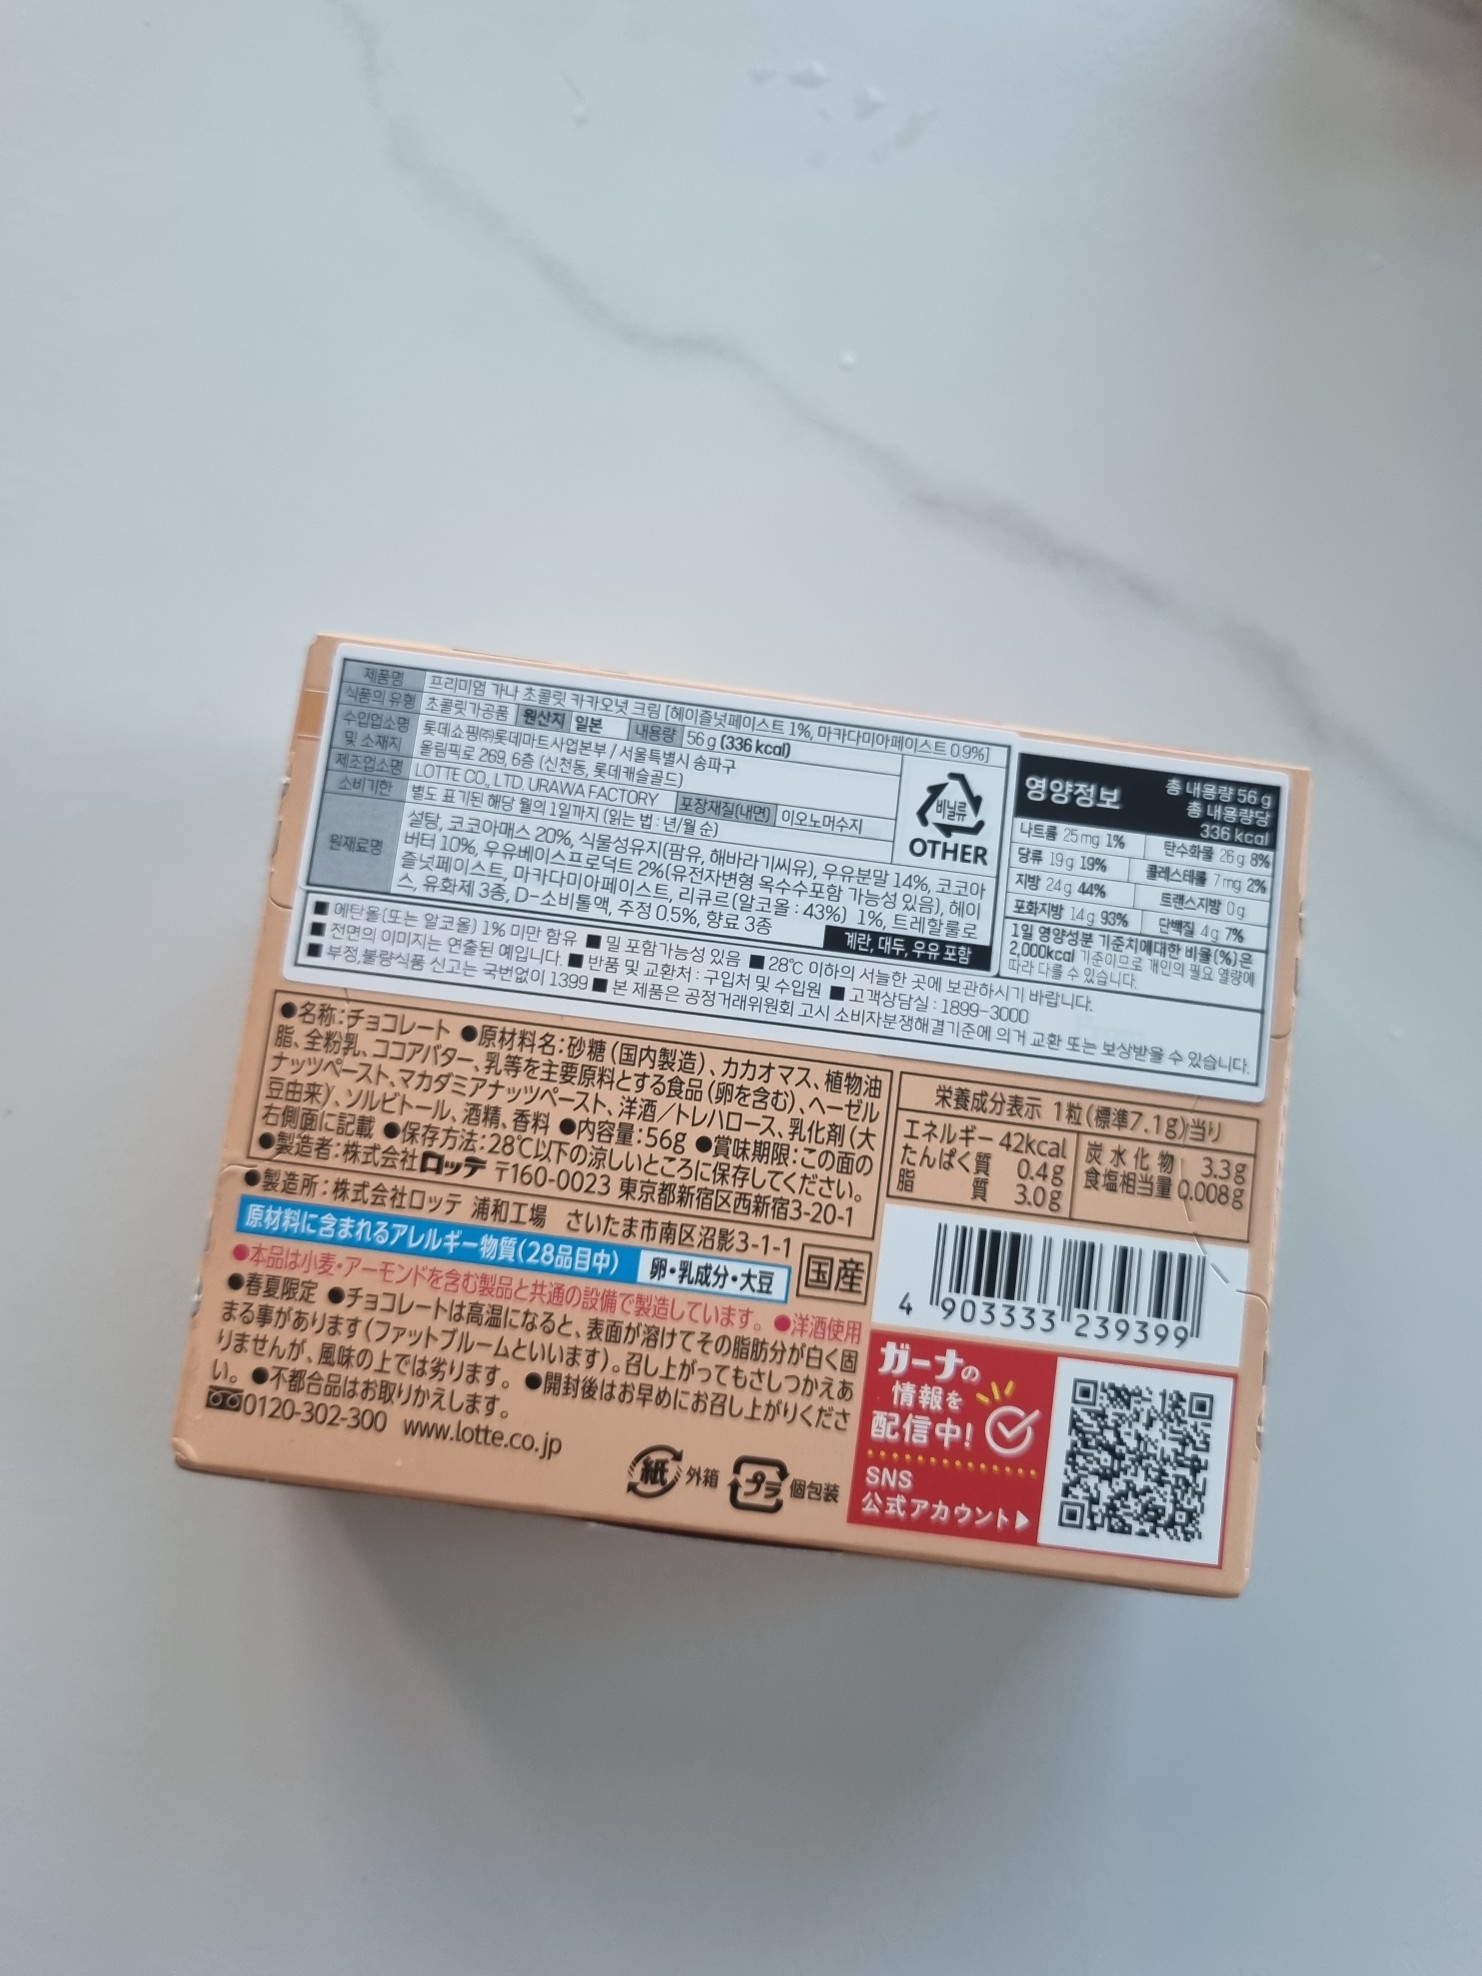 제품명 프리미엄 가나 초콜릿 카카오넛 크림 [헤이즐넛페이스트 1%, 마카다미아페이스트 0.9%]
식품의 유형 초콜릿가공품 원산지 일본 내용량 56 g (336 kcal)
수입업소명 및 소재지 롯데쇼핑㈜롯데마트사업본부 / 서울특별시 송파구
올림픽로 269, 6층 (신천동, 롯데캐슬골드)
제조업소명 LOTTE CO., LTD. URAWA FACTORY 포장재질(내면) 이오노머수지
소비기한 별도 표기된 해당 월의 1일까지 (읽는 법 : 년/월 순)
원재료명 설탕, 코코아매스 20%, 식물성유지(팜유, 해바라기씨유), 우유분말 14%, 코코아
버터 10%, 우유베이스프로덕트 2%(유전자변형 옥수수포함 가능성 있음), 헤이
즐넛페이스트, 마카다미아페이스트, 리큐르(알코올 : 43%) 1%, 트레할룰로
스, 유화제 3종, D-소비톨액, 주정 0.5%, 향료 3종
계란, 대두, 우유 포함
비닐류
OTHER
영양정보
총 내용량 56 g
총 내용량당
336 kcal
나트륨 25 mg 1% 탄수화물 26 g 8%
당류 19 g 19% 콜레스테롤 7 mg 2%
지방 24 g 44% 트랜스지방 0 g
포화지방 14 g 93% 단백질 4 g 7%
1일 영양성분 기준치에대한 비율(%)은
2,000kcal 기준이므로 개인의 필요 열량에
따라 다를 수 있습니다.
■ 에탄올(또는 알코올) 1% 미만 함유 ■ 밀 포함가능성 있음 ■ 28℃ 이하의 서늘한 곳에 보관하시기 바랍니다.
■ 전면의 이미지는 연출된 예입니다. ■ 반품 및 교환처 : 구입처 및 수입원 ■ 고객상담실 : 1899-3000
■ 부정,불량식품 신고는 국번없이 1399 ■ 본 제품은 공정거래위원회 고시 소비자분쟁해결기준에 의거 교환 또는 보상받을 수 있습니다.
●名称:チョコレート ●原材料名:砂糖(国内製造)、カカオマス、植物油
脂、全粉乳、ココアバター、乳等を主要原料とする食品(卵を含む)、ヘーゼル
ナッツペースト、マカダミアナッツペースト、洋酒/トレハロース、乳化剤(大
豆由来)、ソルビトール、酒精、香料 ●内容量:56g ●賞味期限:この面の
右側面に記載 ●保存方法:28℃以下の涼しいところに保存してください。
●製造者:株式会社ロッテ 〒160-0023 東京都新宿区西新宿3-20-1
●製造所:株式会社ロッテ 浦和工場 さいたま市南区沼影3-1-1
国産
原材料に含まれるアレルギー物質(28品目中) 卵・乳成分・大豆
●本品は小麦・アーモンドを含む製品と共通の設備で製造しています。 ●洋酒使用
●春夏限定 ●チョコレートは高温になると、表面が溶けてその脂肪分が白く固
まる事があります(ファットブルームといいます)。召し上がってもさしつかえあ
りませんが、風味の上では劣ります。 ●開封後はお早めにお召し上がりくださ
い。 ●不都合品はお取りかえします。
0120-302-300 www.lotte.co.jp
紙 外箱 プラ 個包装
栄養成分表示 1粒(標準7.1g)当り
エネルギー 42kcal 炭水化物 3.3g
たんぱく質 0.4g 食塩相当量 0.008g
脂質 3.0g
4 903333 239399
ガーナの
情報を
配信中!
SNS
公式アカウント▶